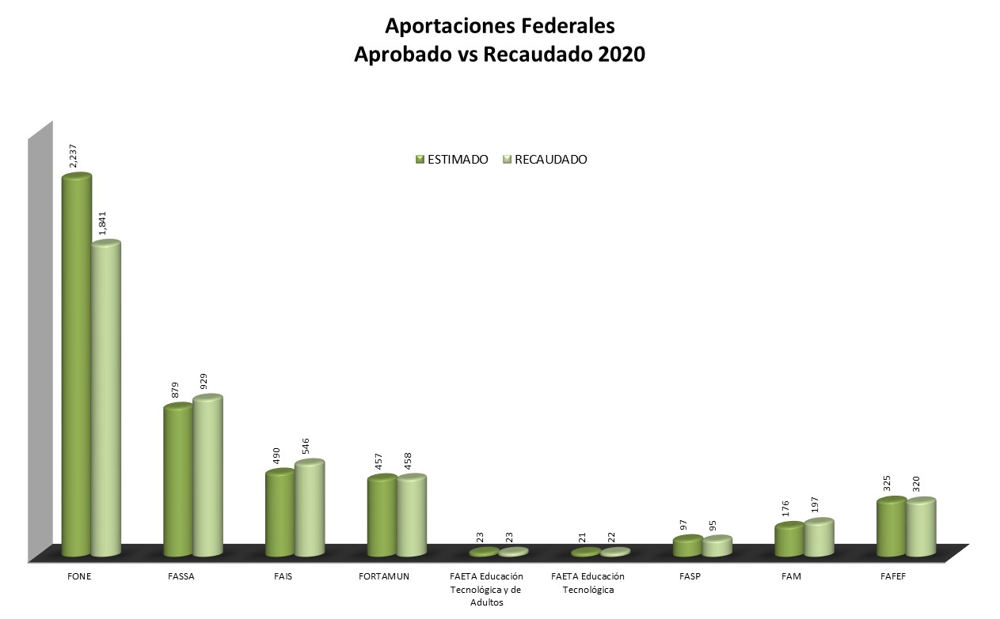 Aportaciones Federales
Aprobado vs Recaudado 2020
ESTIMADO RECAUDADO
2,237 1,841
879 929
490 546
457 458
23 23
21 22
97 95
176 197
325 320
FONE
FASSA
FAIS
FORTAMUN
FAETA Educación
Tecnológica y de
Adultos
FAETA Educación
Tecnológica
FASP
FAM
FAFEF